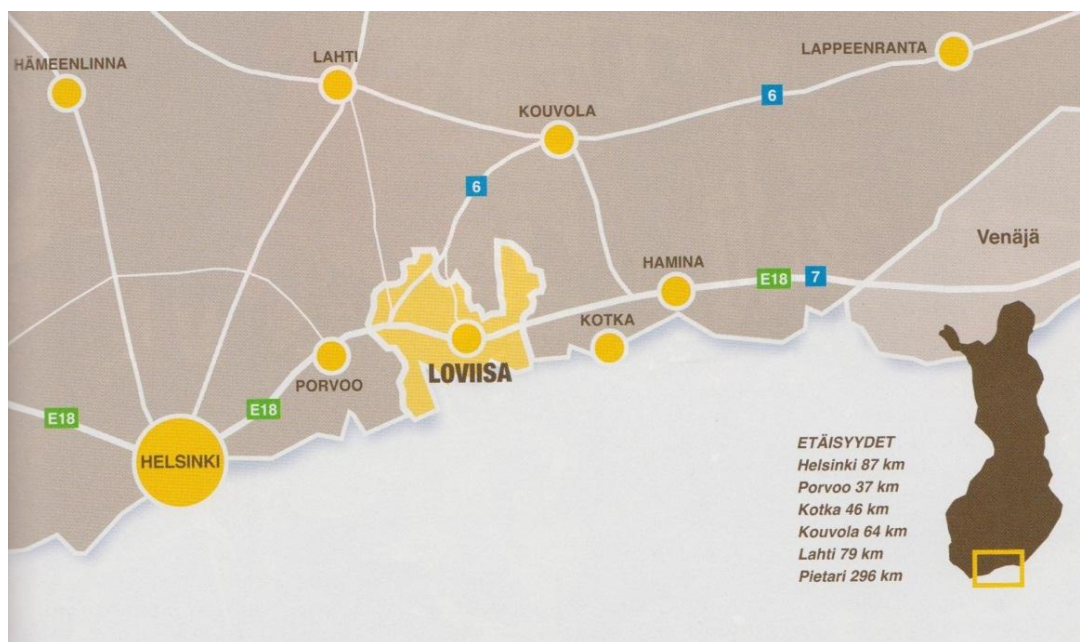 LAPPEENRANTA
LAHTI
HÄMEENLINNA
6
KOUVOLA
6
Venäjä
HAMINA
E18
7
KOTKA
LOVIISA
PORVOO
E18
E18
HELSINKI
ETÄISYYDET
Helsinki 87 km
Porvoo 37 km
Kotka 46 km
Kouvola 64 km
Lahti 79 km
Pietari 296 km